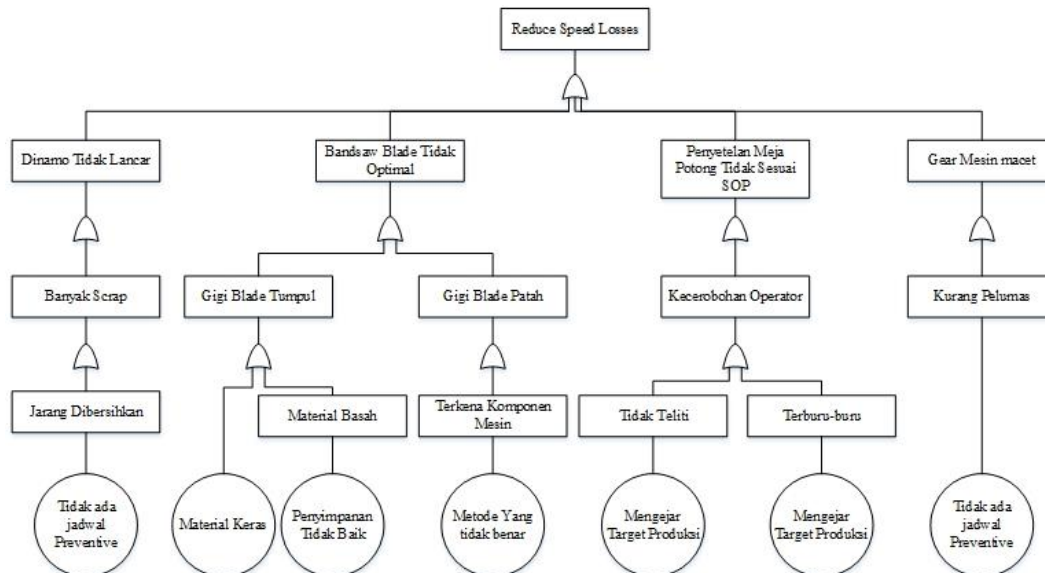 Reduce Speed Losses
Dinamo Tidak Lancar
Bandsaw Blade Tidak
Optimal
Penyetelan Meja
Potong Tidak Sesuai
SOP
Gear Mesin macet
Banyak Scrap
Gigi Blade Tumpul
Gigi Blade Patah
Kecerobohan Operator
Kurang Pelumas
Jarang Dibersihkan
Material Basah
Terkena Komponen
Mesin
Tidak Teliti
Terburu-buru
Tidak ada
jadwal
Preventive
Material Keras
Penyimpanan
Tidak Baik
Metode Yang
tidak benar
Mengejar
Target Produksi
Mengejar
Target Produksi
Tidak ada
jadwal
Preventive